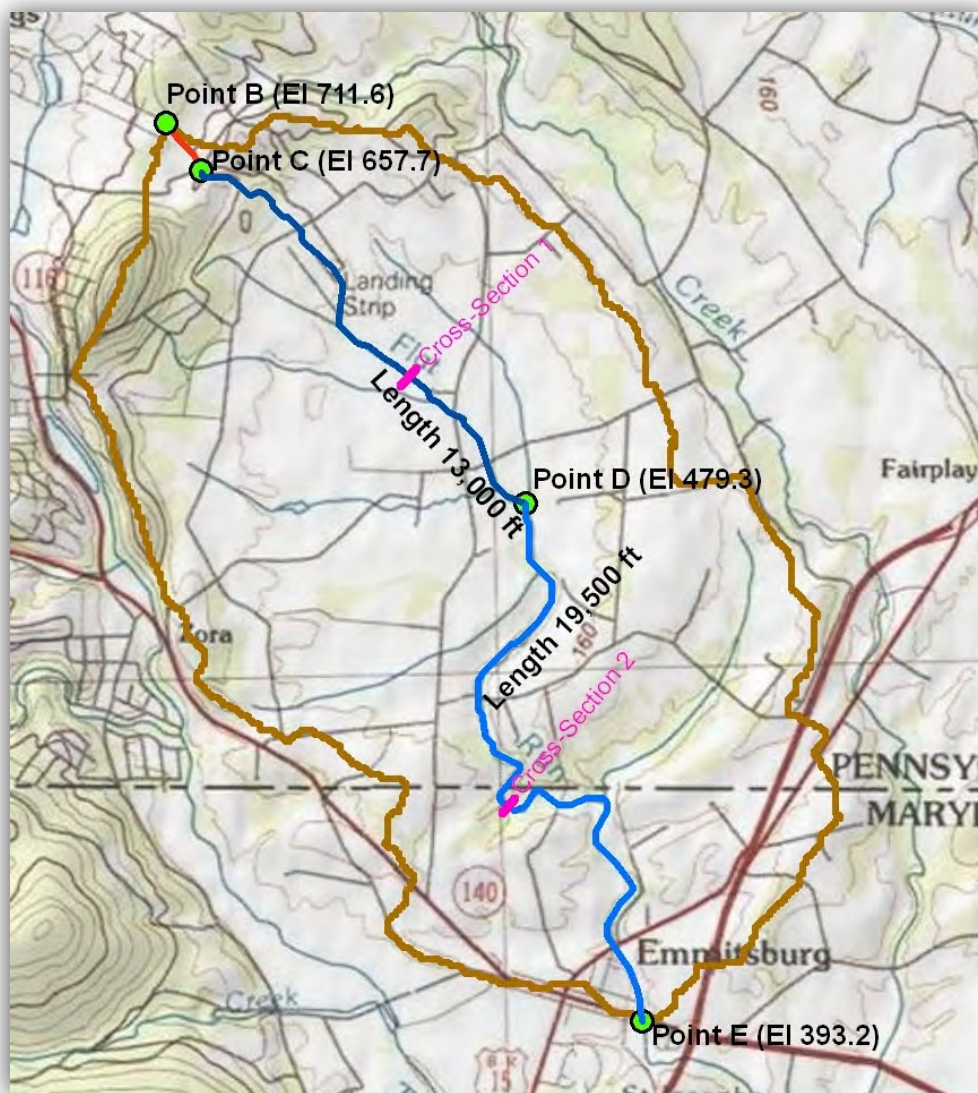 gs
Point B (El 711.6)
160
Point C (El 657.7)
116
Landing
Strip
Cross-Section 1
Creek
Length 13,000 ft
Point D (El 479.3)
Fairplay
Length 19,500 ft
160
Zora
Cross-Section 2
PENNSY
MARYL
140
Emmitsburg
Creek
Point E (El 393.2)
15